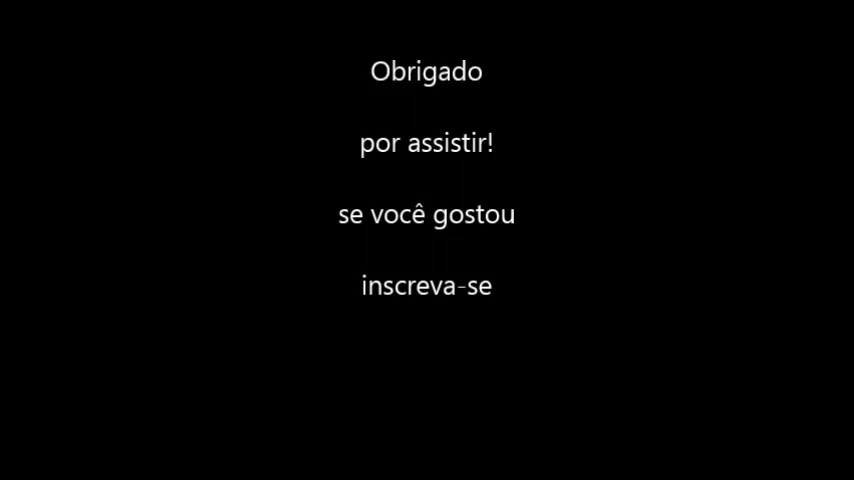 Obrigado
por assistir!
se você gostou
inscreva-se